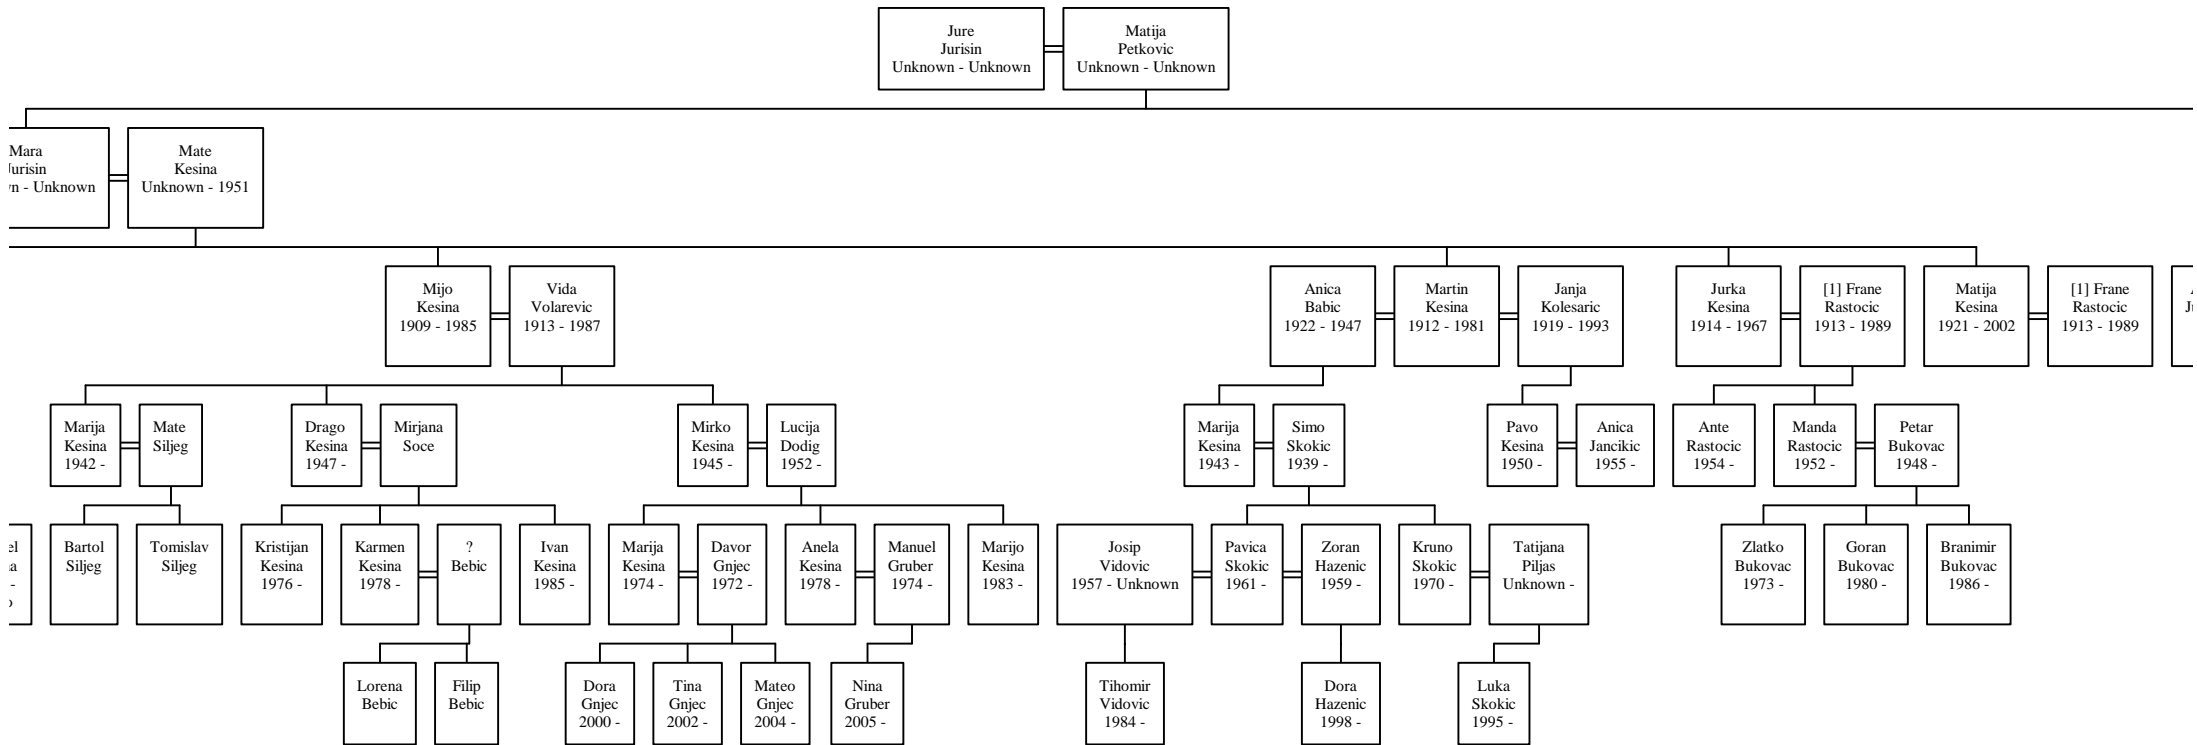 Jure
Jurisin
Unknown - Unknown
Matija
Petkovic
Unknown - Unknown
Mara
Jurisin
- Unknown
Mate
Kesina
Unknown - 1951
Mijo
Kesina
1909 - 1985
Vida
Volarevic
1913 - 1987
Anica
Babic
1922 - 1947
Martin
Kesina
1912 - 1981
Janja
Kolesaric
1919 - 1993
Jurka
Kesina
1914 - 1967
[1] Frane
Rastocic
1913 - 1989
Matija
Kesina
1921 - 2002
[1] Frane
Rastocic
1913 - 1989
Marija
Kesina
1942 -
Mate
Siljeg
Drago
Kesina
1947 -
Mirjana
Soce
Mirko
Kesina
1945 -
Lucija
Dodig
1952 -
Marija
Kesina
1943 -
Simo
Skokic
1939 -
Pavo
Kesina
1950 -
Anica
Jancikic
1955 -
Ante
Rastocic
1954 -
Manda
Rastocic
1952 -
Petar
Bukovac
1948 -
Bartol
Siljeg
Tomislav
Siljeg
Kristijan
Kesina
1976 -
Karmen
Kesina
1978 -
?
Bebic
Ivan
Kesina
1985 -
Marija
Kesina
1974 -
Davor
Gnjec
1972 -
Anela
Kesina
1978 -
Manuel
Gruber
1974 -
Marijo
Kesina
1983 -
Josip
Vidovic
1957 - Unknown
Pavica
Skokic
1961 -
Zoran
Hazenic
1959 -
Kruno
Skokic
1970 -
Tatijana
Piljas
Unknown -
Zlatko
Bukovac
1973 -
Goran
Bukovac
1980 -
Branimir
Bukovac
1986 -
Lorena
Bebic
Filip
Bebic
Dora
Gnjec
2000 -
Tina
Gnjec
2002 -
Mateo
Gnjec
2004 -
Nina
Gruber
2005 -
Tihomir
Vidovic
1984 -
Dora
Hazenic
1998 -
Luka
Skokic
1995 -